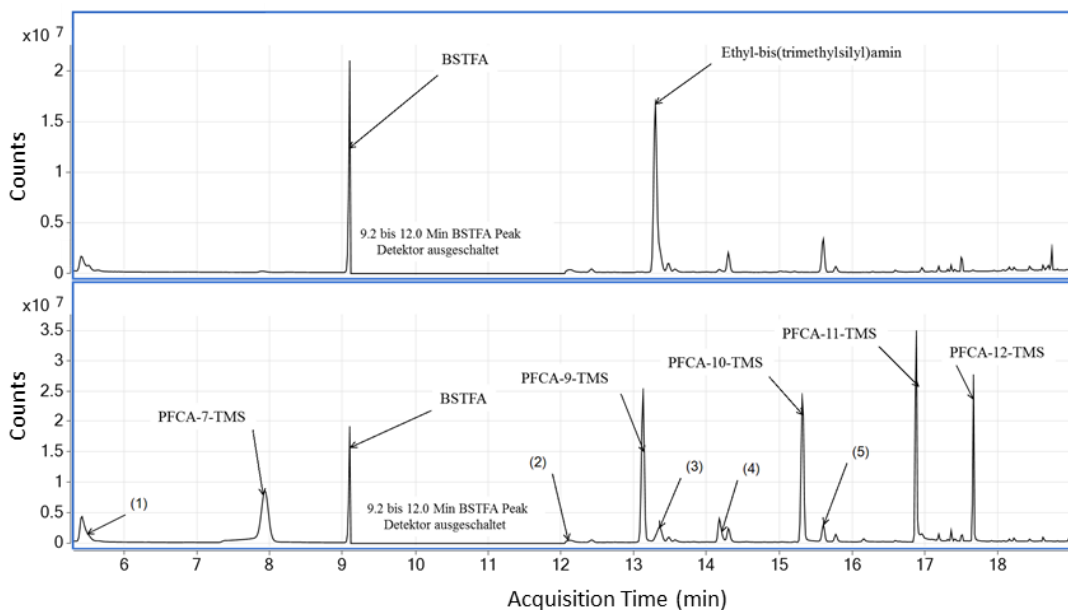 x10 7
2
1.5
1
0.5
0
Counts
BSTFA
Ethyl-bis(trimethylsilyl)amin
9.2 bis 12.0 Min BSTFA Peak
Detektor ausgeschaltet
x10 7
3.5
3
2.5
2
1.5
1
0.5
0
Counts
PFCA-11-TMS
PFCA-12-TMS
PFCA-10-TMS
PFCA-9-TMS
BSTFA
PFCA-7-TMS
(1)
(2)
(3)
(4)
(5)
9.2 bis 12.0 Min BSTFA Peak
Detektor ausgeschaltet
6 7 8 9 10 11 12 13 14 15 16 17 18
Acquisition Time (min)